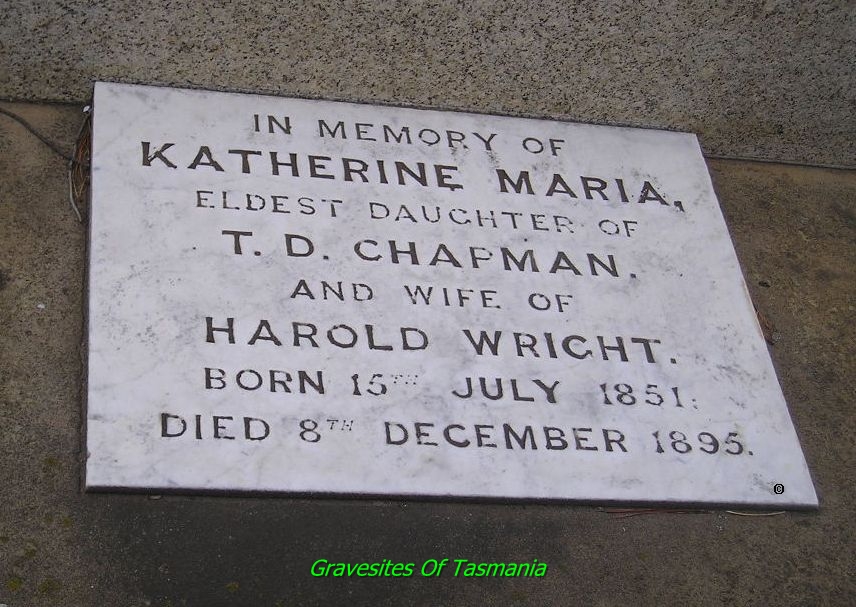 IN MEMORY OF
KATHERINE MARIA,
ELDEST DAUGHTER OF
T. D. CHAPMAN.
AND WIFE OF
HAROLD WRIGHT.
BORN 15TH JULY 1851.
DIED 8TH DECEMBER 1895.
©
Gravesites Of Tasmania